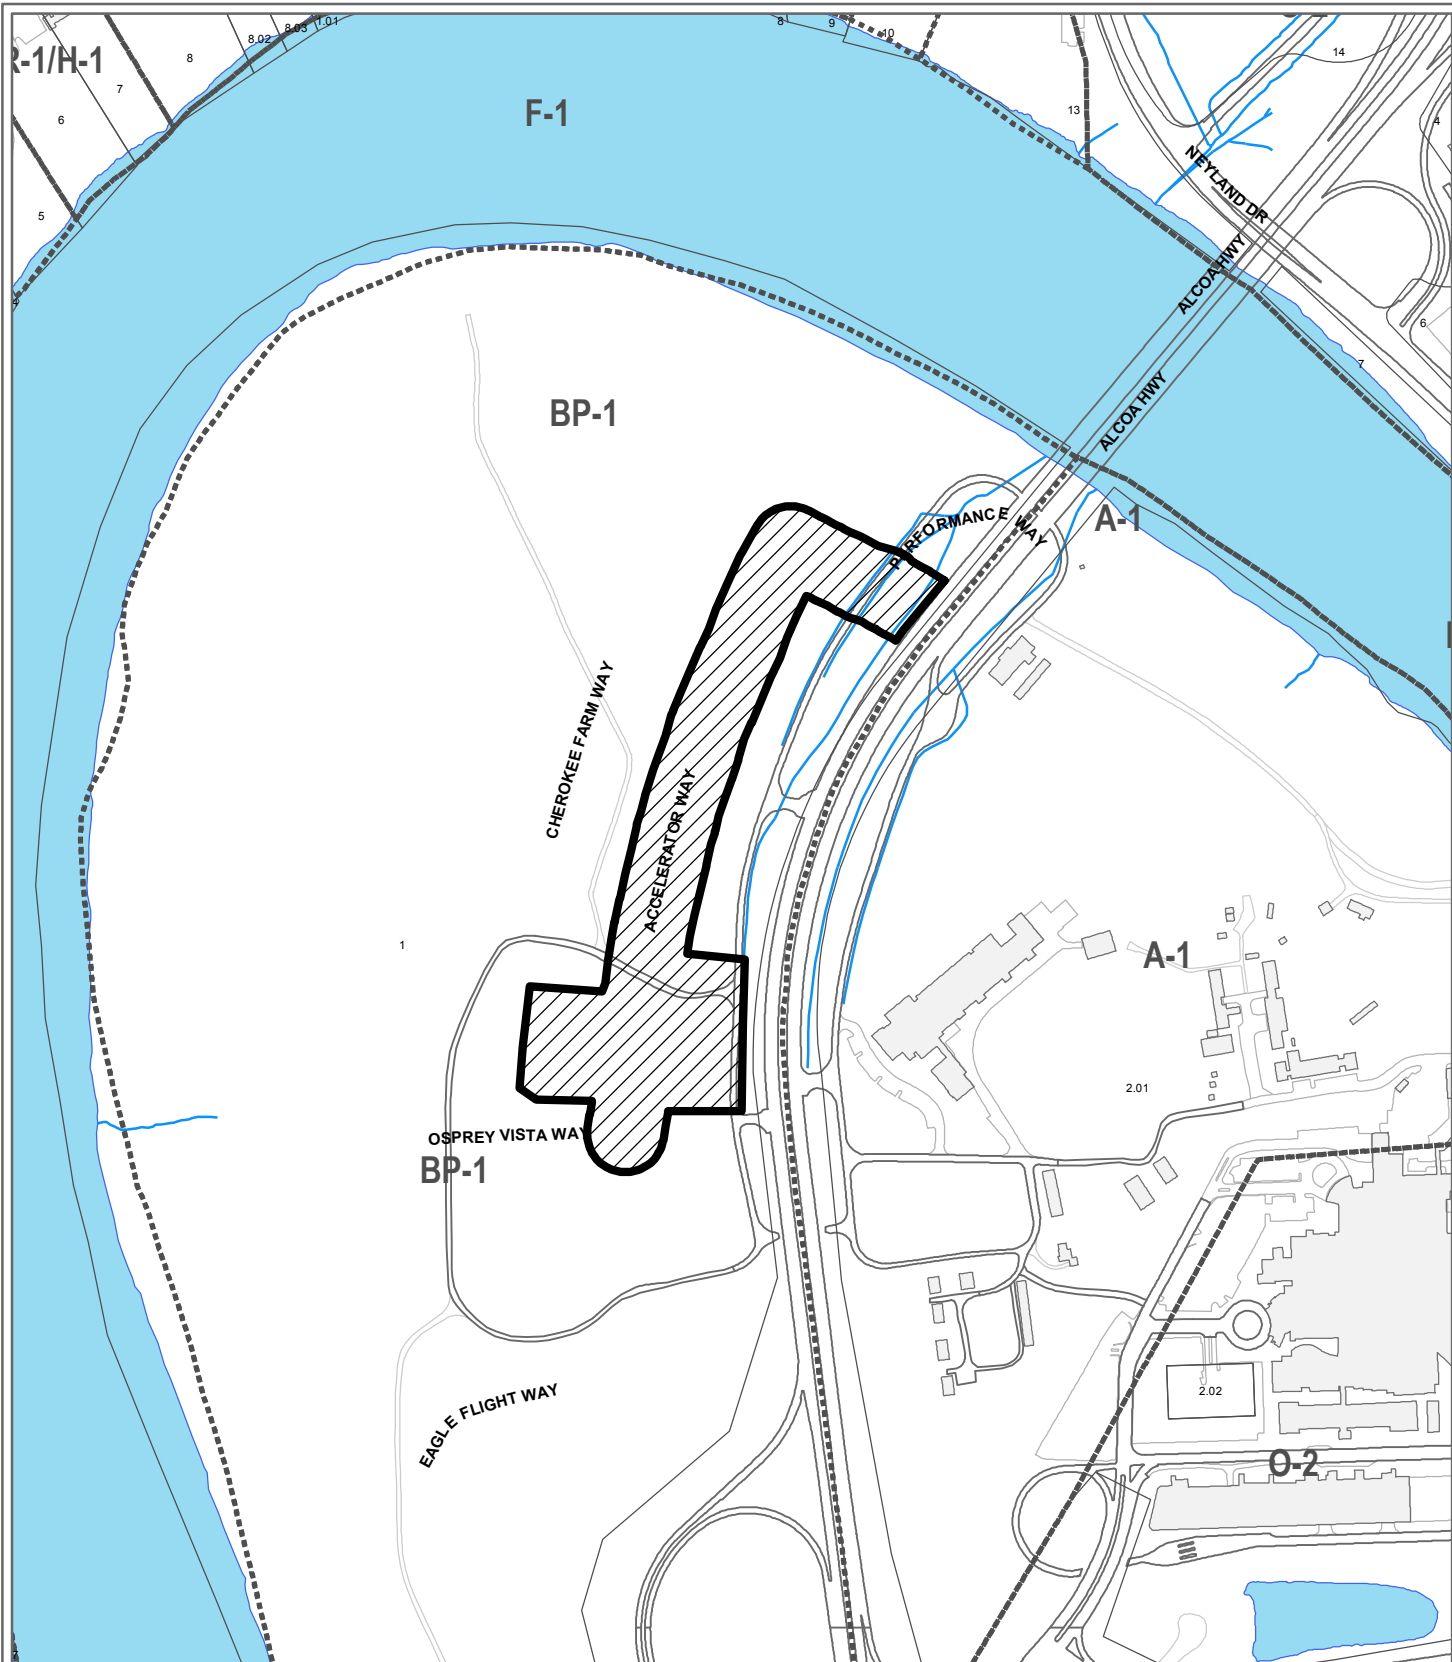 8.02
8.03
1.01
8
9
10
14
R-1/H-1
8
7
6
F-1
13
4
NEYLAND DR
5
ALCOA HWY
6
7
BP-1
ALCOA HWY
PERFORMANCE WAY
A-1
CHEROKEE FARM WAY
ACCELERATOR WAY
1
A-1
2.01
OSPREY VISTA WAY
BP-1
2.02
EAGLE FLIGHT WAY
O-2
7